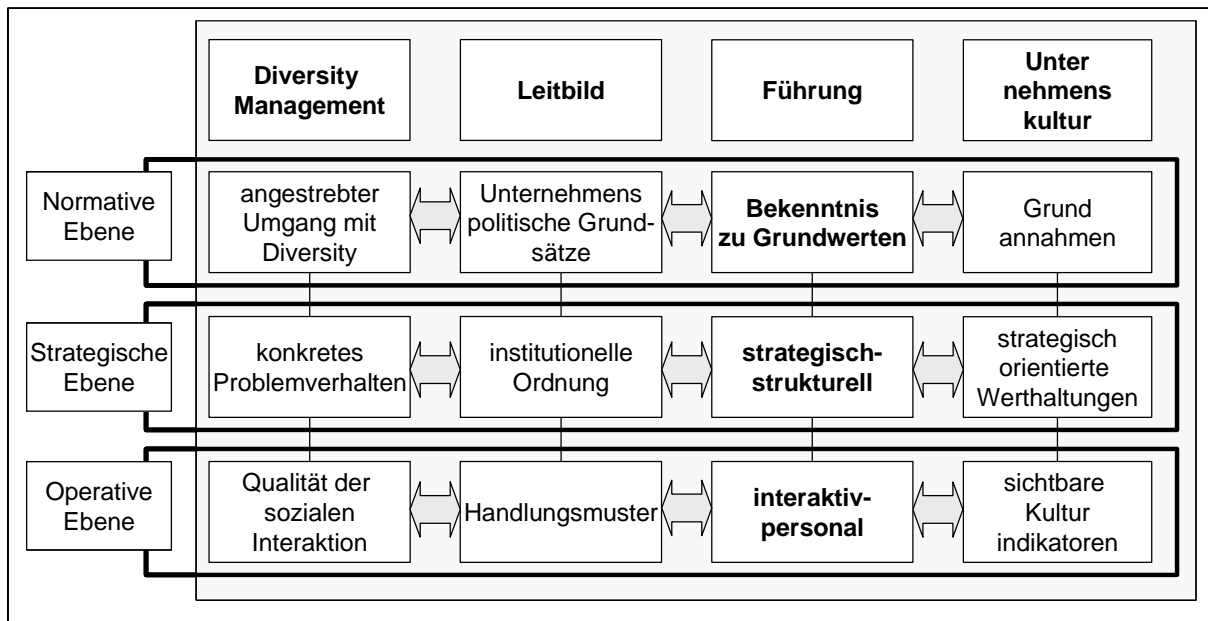 Diversity
Management
Leitbild
Führung
Unter
nehmens
kultur
Normative
Ebene
angestrebter
Umgang mit
Diversity
Unternehmens
politische Grund-
sätze
Bekenntnis
zu Grundwerten
Grund
annahmen
Strategische
Ebene
konkretes
Problemverhalten
institutionelle
Ordnung
strategisch-
strukturell
strategisch
orientierte
Werthaltungen
Operative
Ebene
Qualität der
sozialen
Interaktion
Handlungsmuster
interaktiv-
personal
sichtbare
Kultur
indikatoren